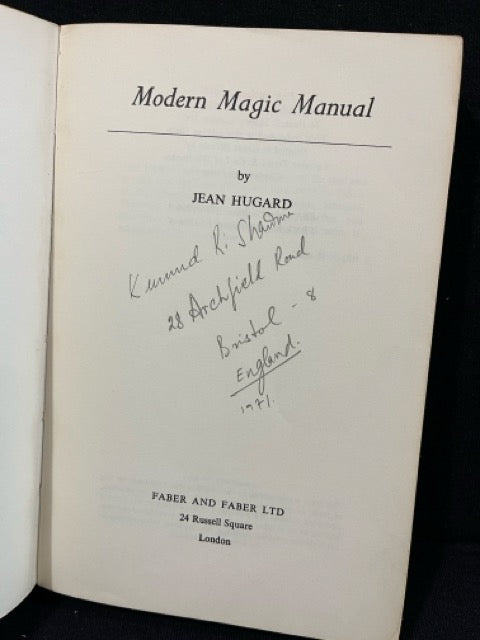 Modern Magic Manual
by
JEAN HUGARD
28 Archfield Road
Bristol - 8
England.
1971.
FABER AND FABER LTD
24 Russell Square
London